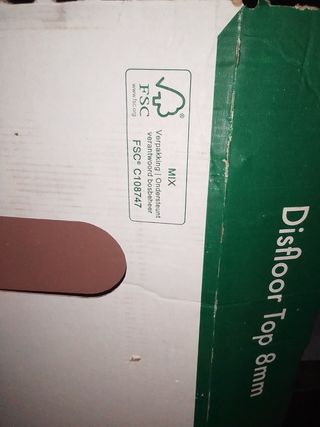 FSC
www.fsc.org
®
MIX
Verpakking | Ondersteunt
verantwoord bosbeheer
FSC® C108747
Disfloor Top 8mm